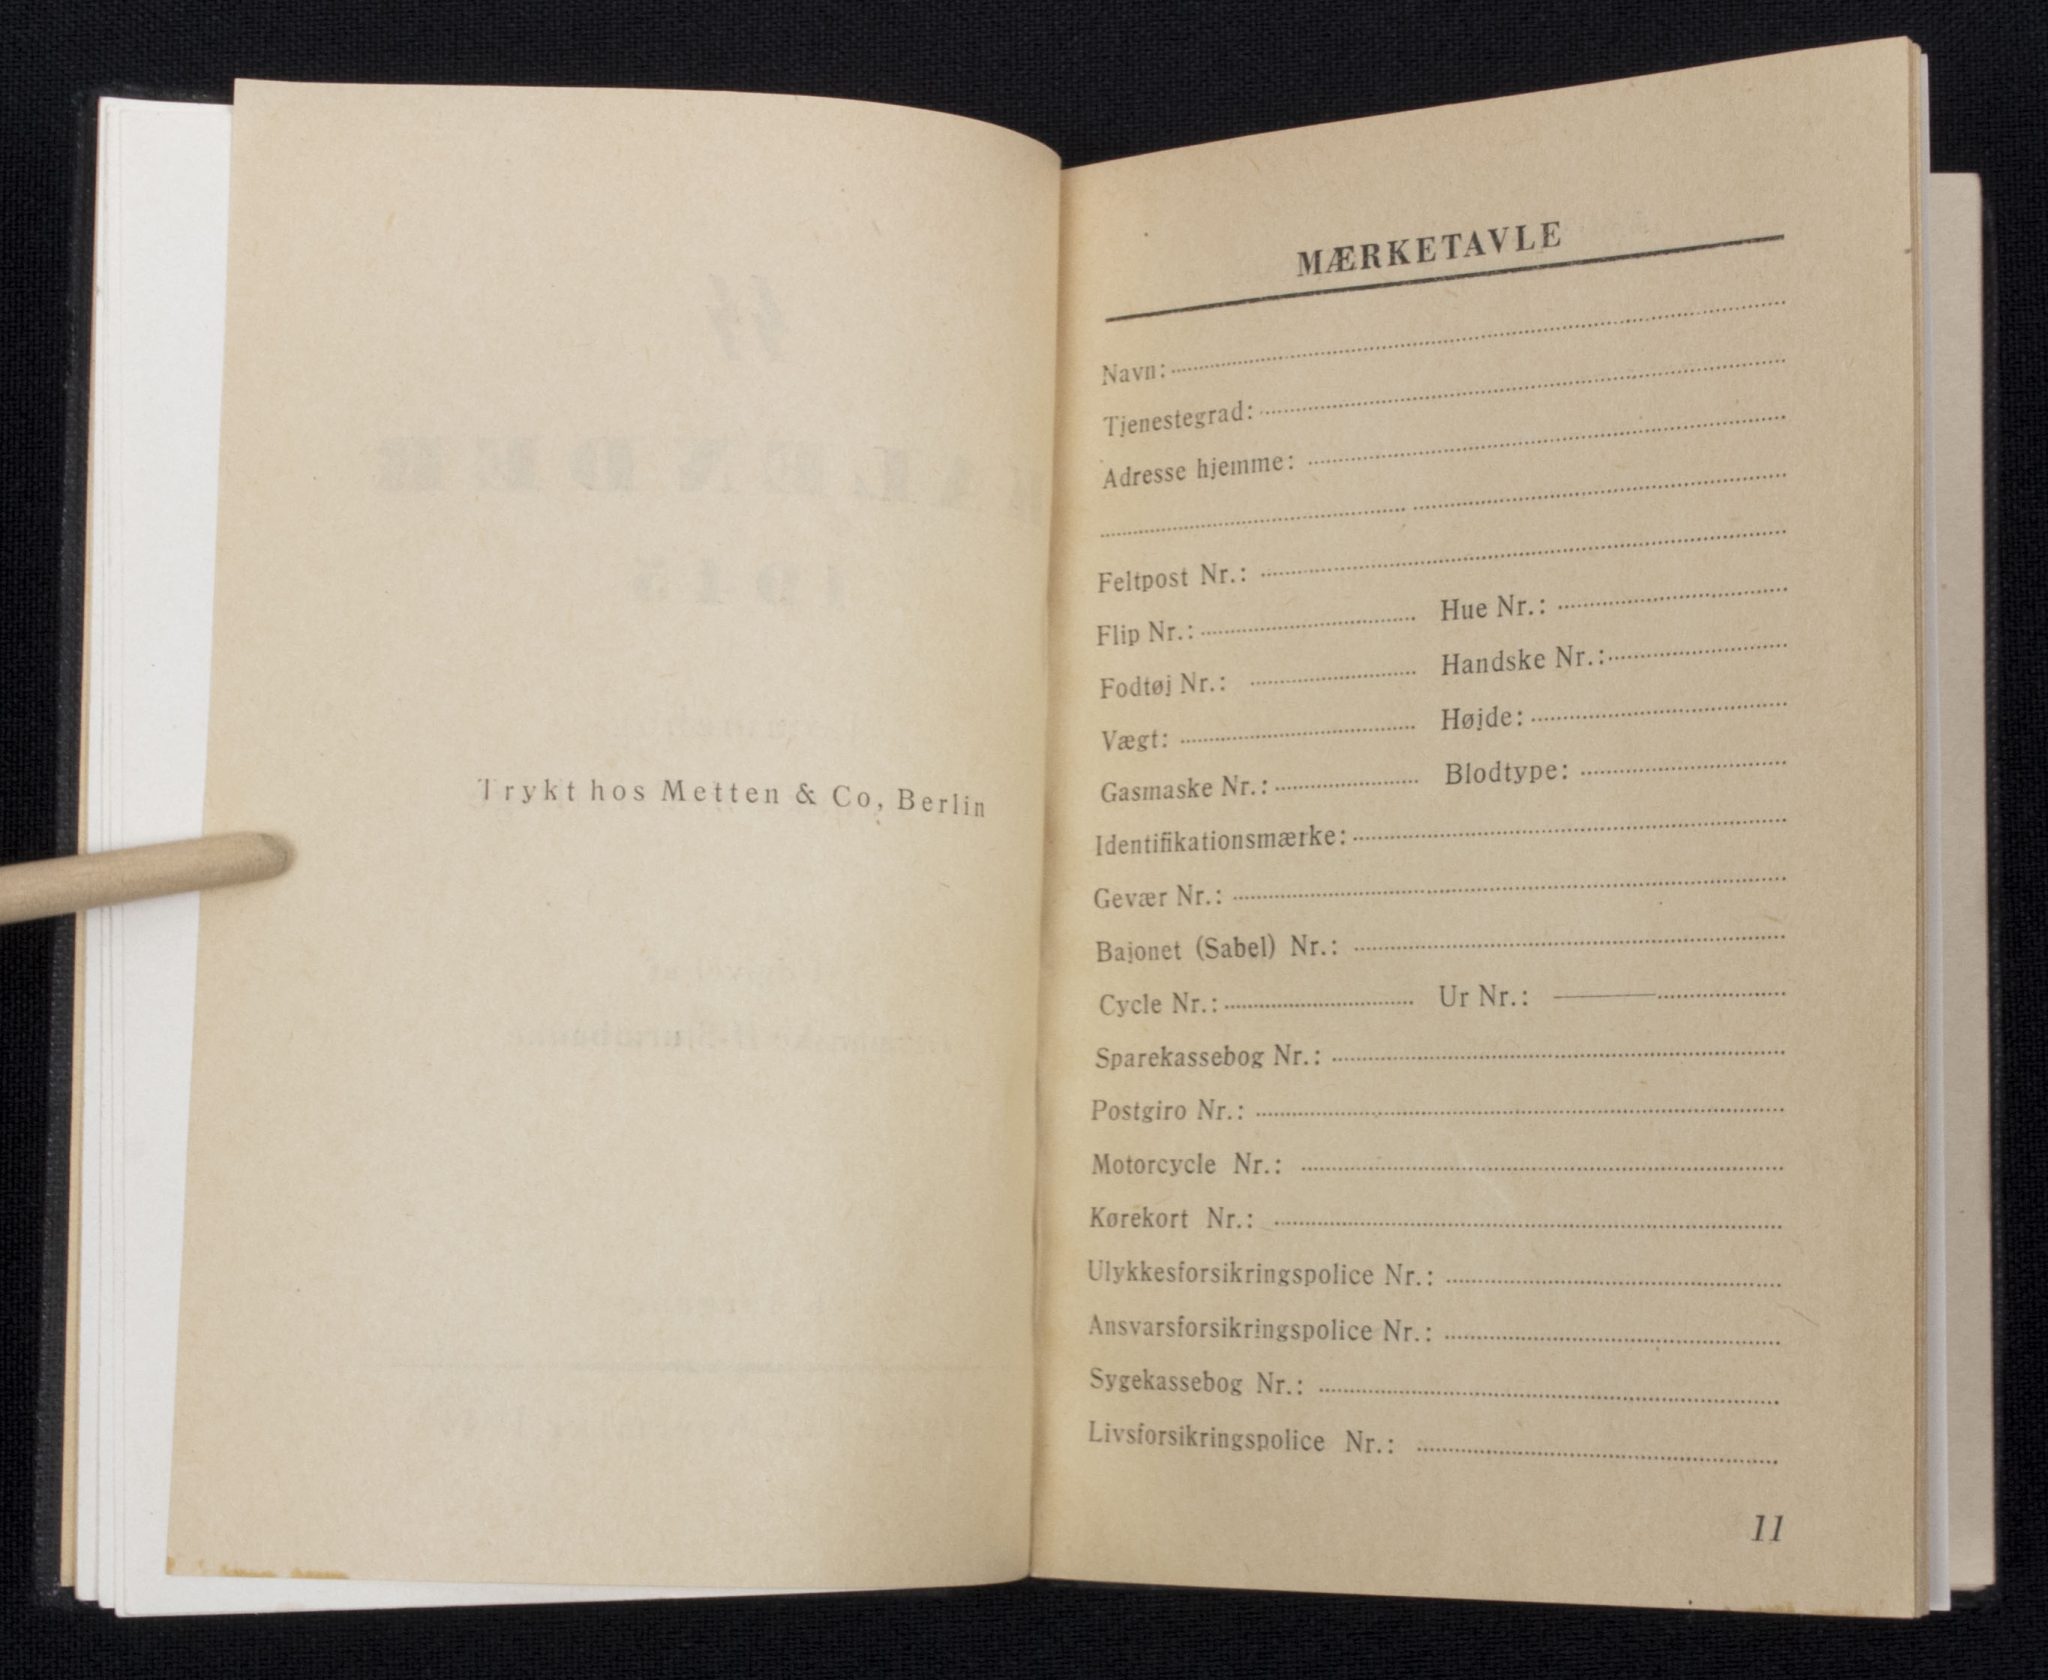 Trykt hos Metten & Co, Berlin
MÆRKETAVLE
Navn:
Tjenestegrad:
Adresse hjemme:
Feltpost Nr.:
Flip Nr.: Hue Nr.:
Fodtøj Nr.: Handske Nr.:
Vægt: Højde:
Gasmaske Nr.: Blodtype:
Identifikationsmærke:
Gevær Nr.:
Bajonet (Sabel) Nr.:
Cycle Nr.: Ur Nr.:
Sparekassebog Nr.:
Postgiro Nr.:
Motorcycle Nr.:
Kørekort Nr.:
Ulykkesforsikringspolice Nr.:
Ansvarsforsikringspolice Nr.:
Sygekassebog Nr.:
Livsforsikringspolice Nr.:
11